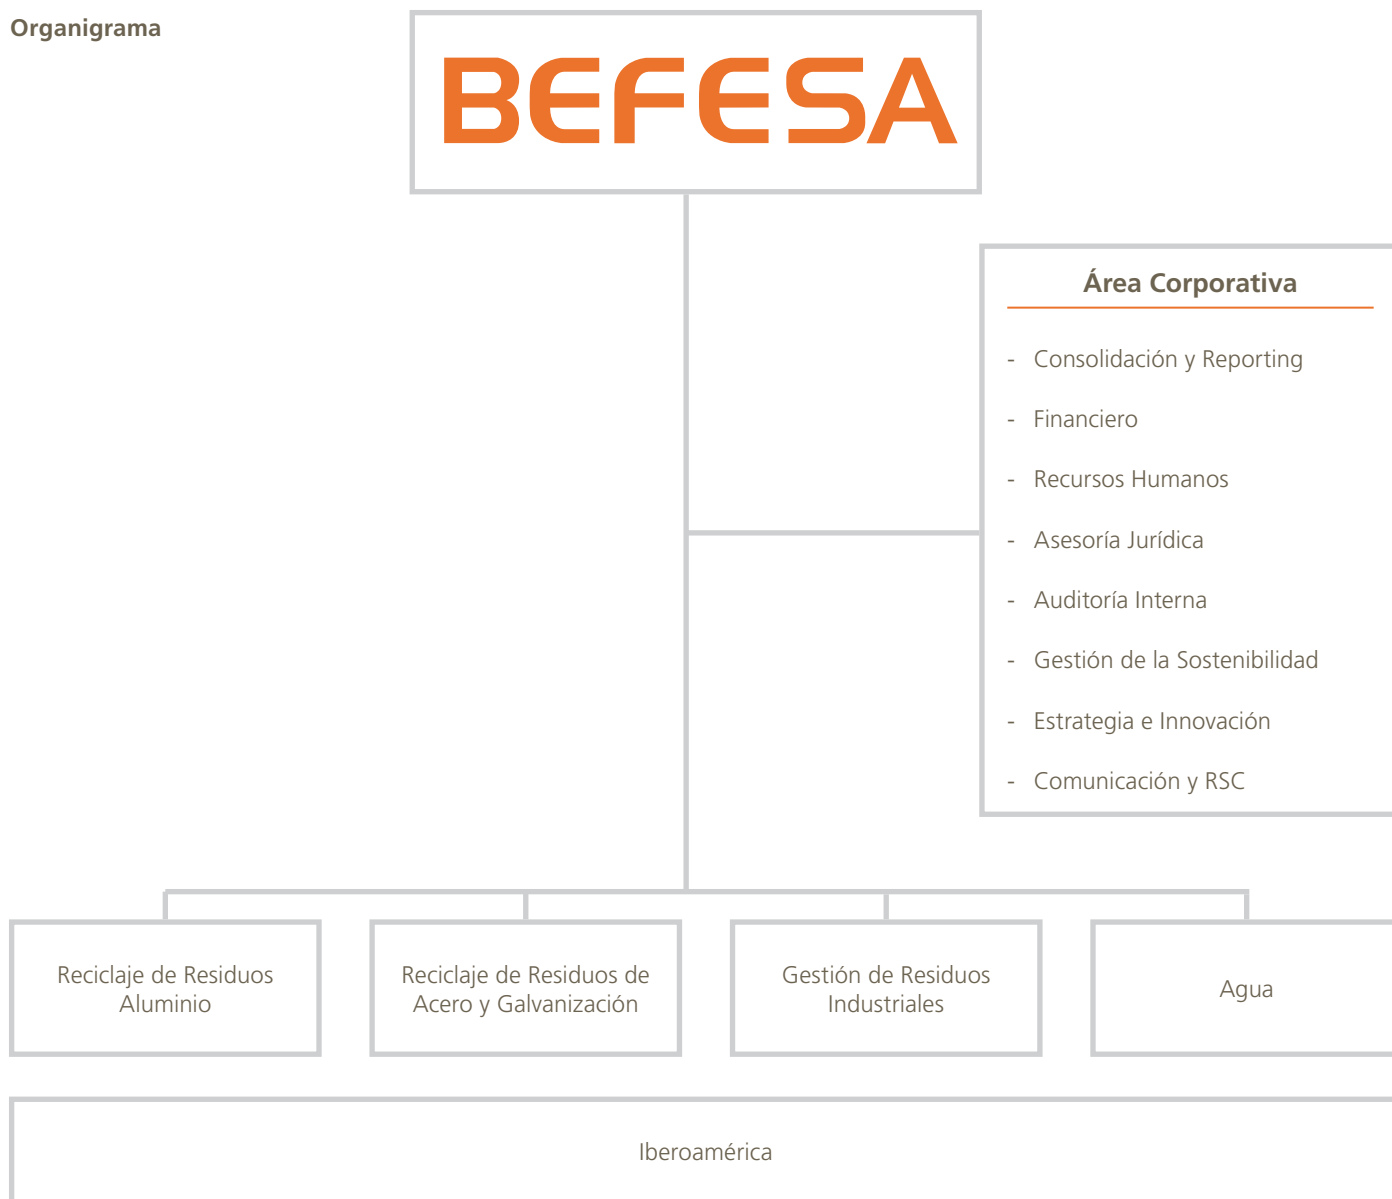 Organigrama
BEFESA
Área Corporativa
- Consolidación y Reporting
- Financiero
- Recursos Humanos
- Asesoría Jurídica
- Auditoría Interna
- Gestión de la Sostenibilidad
- Estrategia e Innovación
- Comunicación y RSC
Reciclaje de Residuos
Aluminio
Reciclaje de Residuos de
Acero y Galvanización
Gestión de Residuos
Industriales
Agua
Iberoamérica